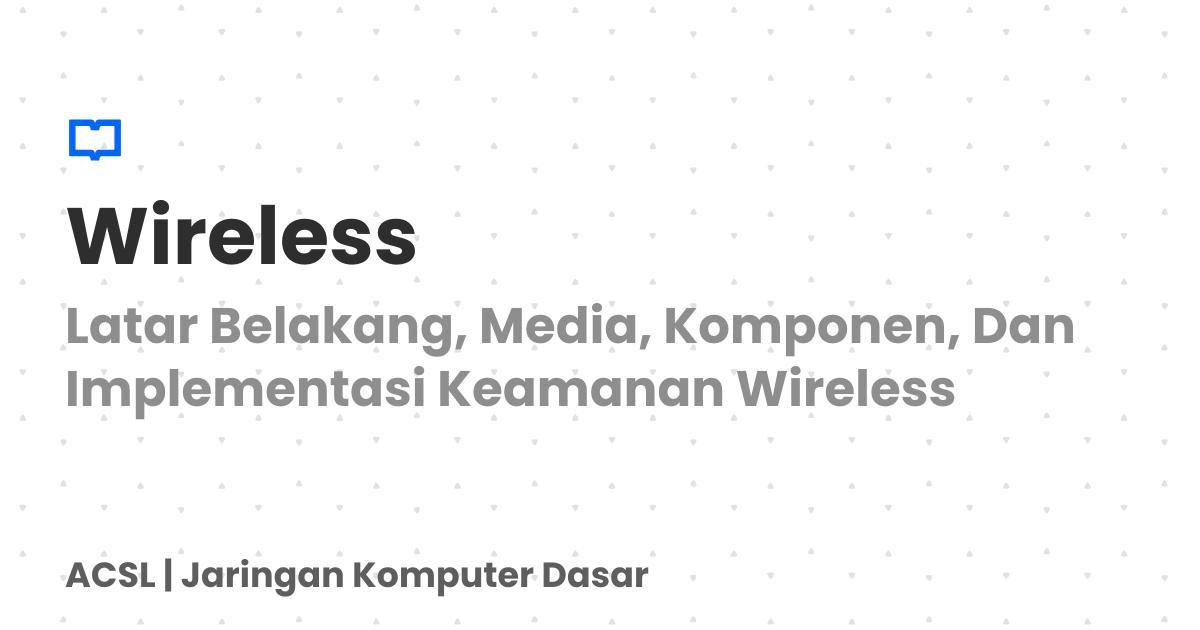 Wireless
Latar Belakang, Media, Komponen, Dan
Implementasi Keamanan Wireless
ACSL | Jaringan Komputer Dasar